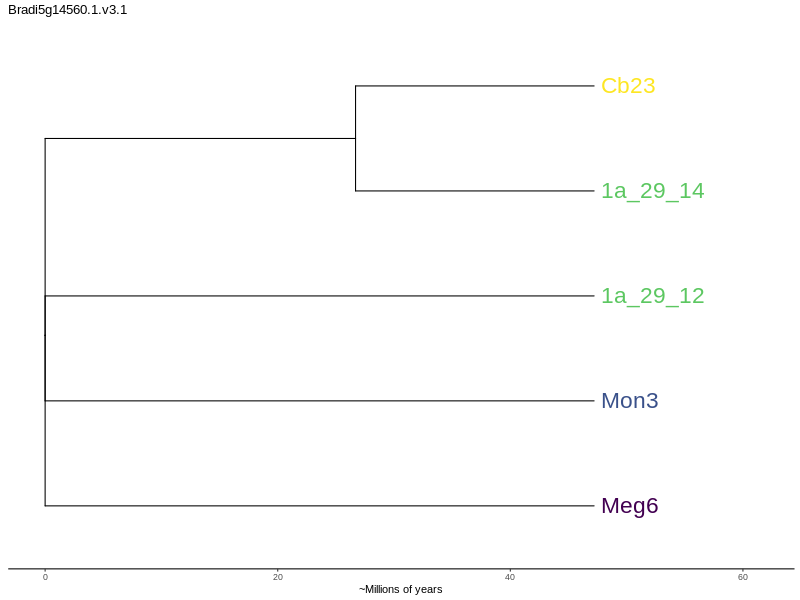 Bradi5g14560.1.v3.1
Cb23
1a_29_14
1a_29_12
Mon3
Meg6
0 20 40 60
~Millions of years